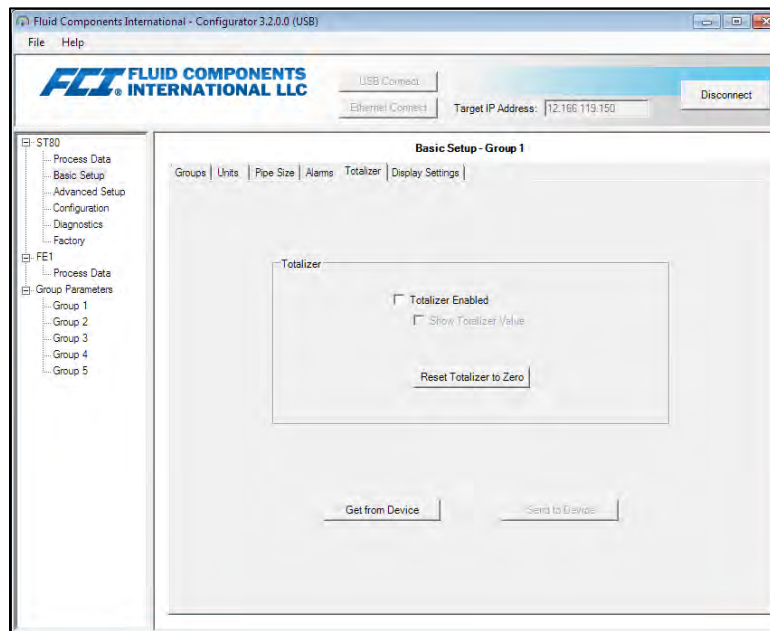 Fluid Components International - Configurator 3.2.0.0 (USB)
File Help
FCI® FLUID COMPONENTS
INTERNATIONAL LLC
USB Connect
Ethernet Connect
Target IP Address: 12.166.119.150
Disconnect
ST80
Process Data
Basic Setup
Advanced Setup
Configuration
Diagnostics
Factory
FE1
Process Data
Group Parameters
Group 1
Group 2
Group 3
Group 4
Group 5
Basic Setup - Group 1
Groups Units Pipe Size Alarms Totalizer Display Settings
Totalizer
Totalizer Enabled
Show Totalizer Value
Reset Totalizer to Zero
Get from Device
Send to Device